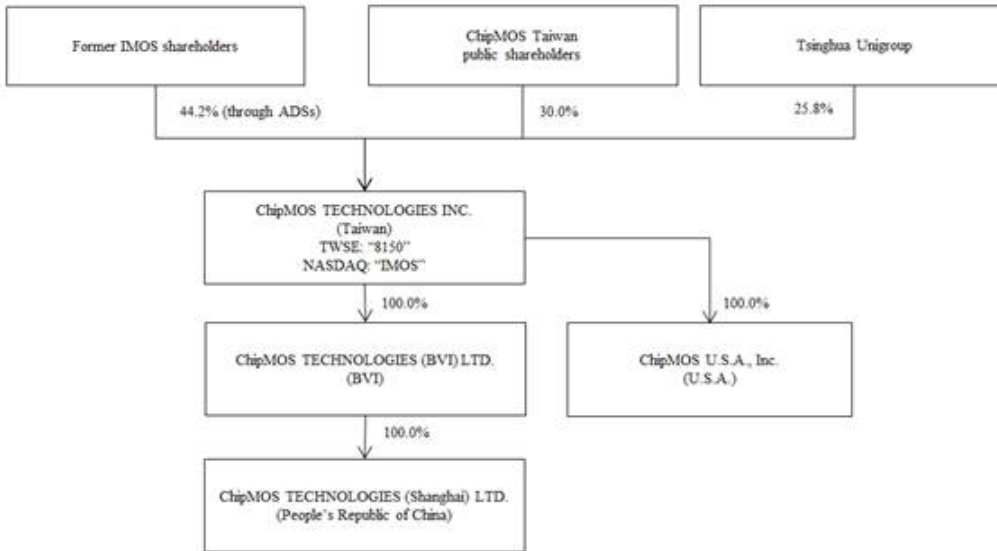 Former IMOS shareholders
ChipMOS Taiwan
public shareholders
Tsinghua Unigroup
44.2% (through ADSs)
30.0%
25.8%
ChipMOS TECHNOLOGIES INC.
(Taiwan)
TWSE: “8150”
NASDAQ: “IMOS”
100.0%
100.0%
ChipMOS TECHNOLOGIES (BVI) LTD.
(BVI)
ChipMOS U.S.A., Inc.
(U.S.A.)
100.0%
ChipMOS TECHNOLOGIES (Shanghai) LTD.
(People’s Republic of China)